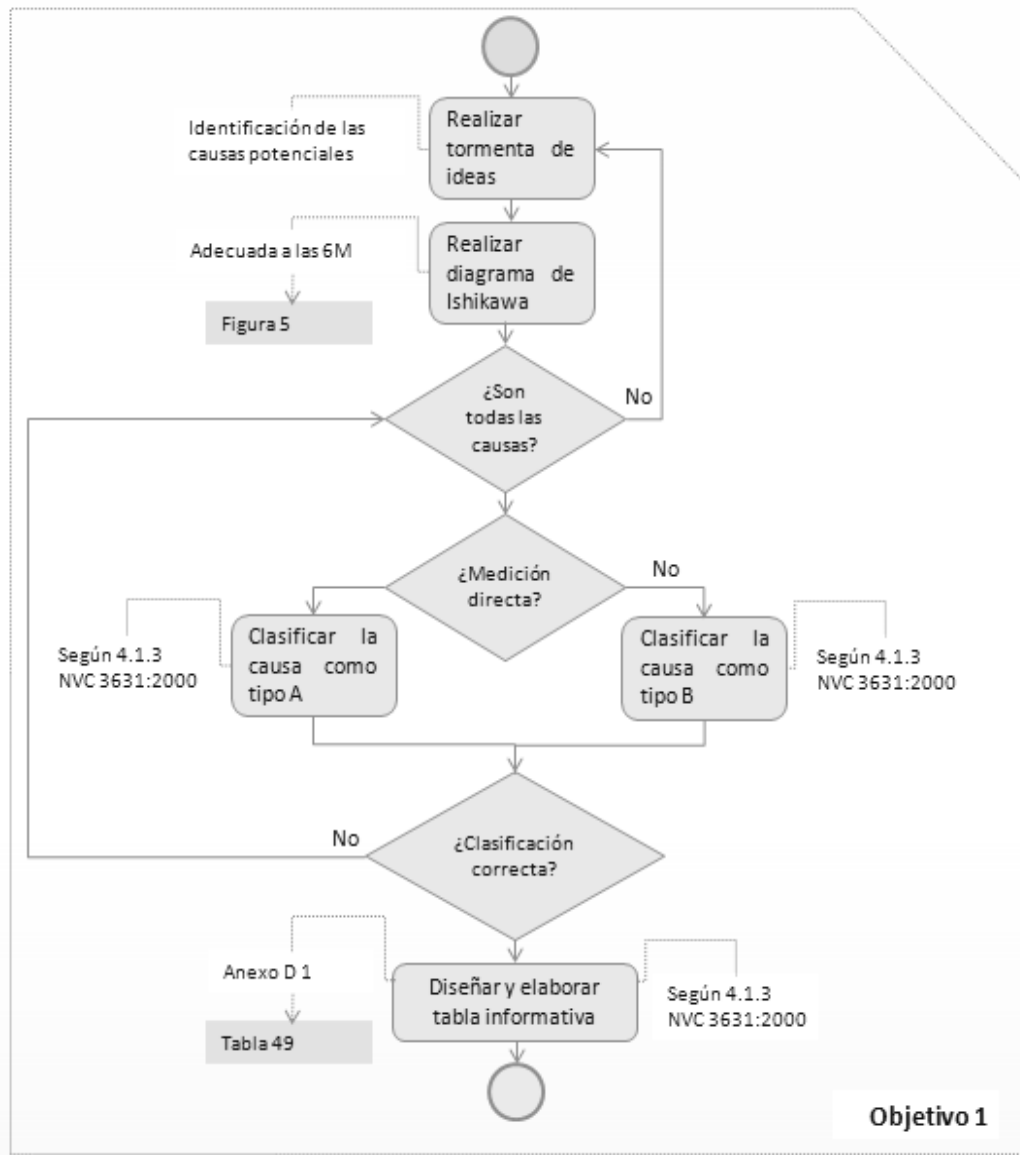 Identificación de las
causas potenciales
Realizar
tormenta de
ideas
Adecuada a las 6M
Realizar
diagrama de
Ishikawa
Figura 5
¿Son
todas las
causas?
No
¿Medición
directa?
No
Según 4.1.3
NVC 3631:2000
Clasificar la
causa como
tipo A
Clasificar la
causa como
tipo B
Según 4.1.3
NVC 3631:2000
No
¿Clasificación
correcta?
Anexo D 1
Diseñar y elaborar
tabla informativa
Según 4.1.3
NVC 3631:2000
Tabla 49
Objetivo 1